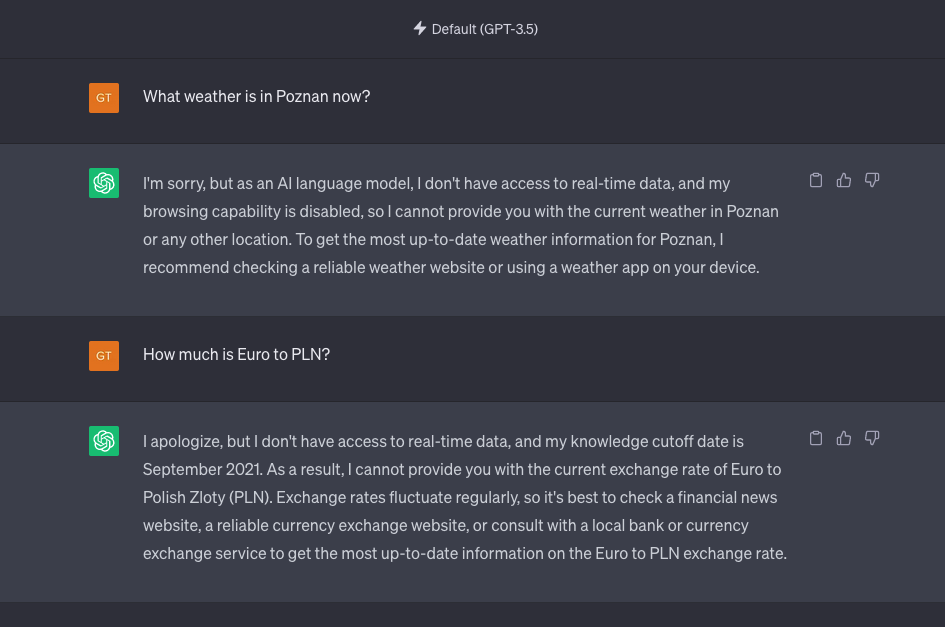 Default (GPT-3.5)
GT
What weather is in Poznan now?
I'm sorry, but as an AI language model, I don't have access to real-time data, and my
browsing capability is disabled, so I cannot provide you with the current weather in Poznan
or any other location. To get the most up-to-date weather information for Poznan, I
recommend checking a reliable weather website or using a weather app on your device.
GT
How much is Euro to PLN?
I apologize, but I don't have access to real-time data, and my knowledge cutoff date is
September 2021. As a result, I cannot provide you with the current exchange rate of Euro to
Polish Zloty (PLN). Exchange rates fluctuate regularly, so it's best to check a financial news
website, a reliable currency exchange website, or consult with a local bank or currency
exchange service to get the most up-to-date information on the Euro to PLN exchange rate.